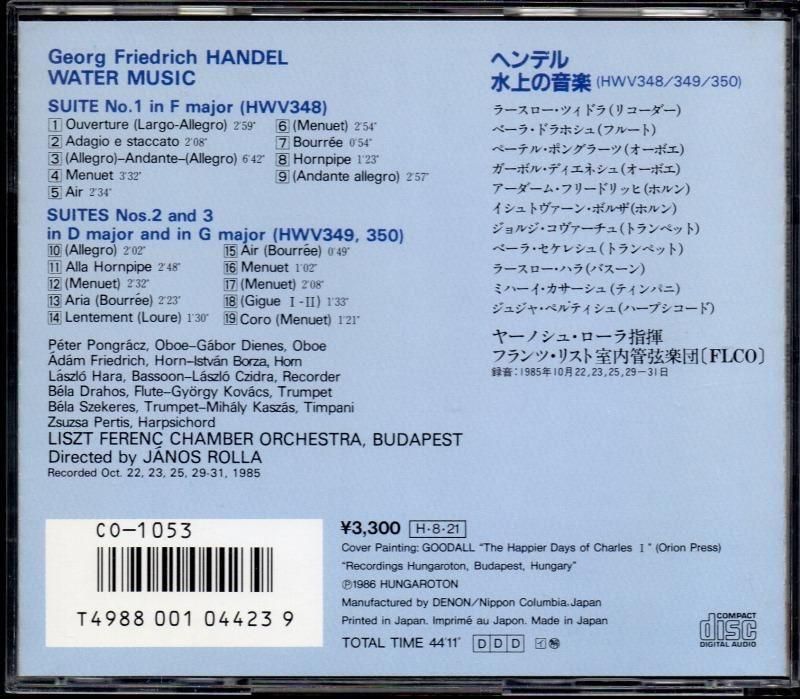 Georg Friedrich HANDEL
WATER MUSIC
SUITE No.1 in F major (HWV348)
1 Ouverture (Largo-Allegro) 2'59"
2 Adagio e staccato 2'08"
3 (Allegro)–Andante–(Allegro) 6'42"
4 Menuet 3'32"
5 Air 2'34"
6 (Menuet) 2'54"
7 Bourrée 0'54"
8 Hornpipe 1'23"
9 (Andante allegro) 2'57"
SUITES Nos.2 and 3
in D major and in G major (HWV349, 350)
10 (Allegro) 2'02"
11 Alla Hornpipe 2'48"
12 (Menuet) 2'32"
13 Aria (Bourrée) 2'23"
14 Lentement (Loure) 1'30"
15 Air (Bourrée) 0'49"
16 Menuet 1'02"
17 (Menuet) 2'08"
18 (Gigue I-II) 1'33"
19 Coro (Menuet) 1'21"
Péter Pongrácz, Oboe–Gábor Dienes, Oboe
Ádám Friedrich, Horn–István Borza, Horn
László Hara, Bassoon–László Czidra, Recorder
Béla Drahos, Flute–György Kovács, Trumpet
Béla Szekeres, Trumpet–Mihály Kaszás, Timpani
Zsuzsa Pertis, Harpsichord
LISZT FERENC CHAMBER ORCHESTRA, BUDAPEST
Directed by JÁNOS ROLLA
Recorded Oct. 22, 23, 25, 29-31, 1985
ヘンデル
水上の音楽(HWV348/349/350)
ラースロー・ツィドラ(リコーダー)
ベーラ・ドラホシュ(フルート)
ペーテル・ポングラーツ(オーボエ)
ガーボル・ディエネシュ(オーボエ)
アーダーム・フリードリッヒ(ホルン)
イシュトヴァーン・ボルザ(ホルン)
ジョルジ・コヴァーチュ(トランペット)
ベーラ・セケレシュ(トランペット)
ラースロー・ハラ(バスーン)
ミハーイ・カサーシュ(ティンパニ)
ジュジャ・ペルティシュ(ハープシコード)
ヤーノシュ・ローラ指揮
フランツ・リスト室内管弦楽団〔FLCO〕
録音:1985年10月22,23,25,29–31日
CO-1053
T4988 001 04423 9
¥3,300 H·8·21
Cover Painting: GOODALL "The Happier Days of Charles I" (Orion Press)
"Recordings Hungaroton, Budapest, Hungary"
℗1986 HUNGAROTON
Manufactured by DENON/Nippon Columbia, Japan
Printed in Japan. Imprimé au Japon. Made in Japan
TOTAL TIME 44'11" DDD
COMPACT
disc
DIGITAL AUDIO